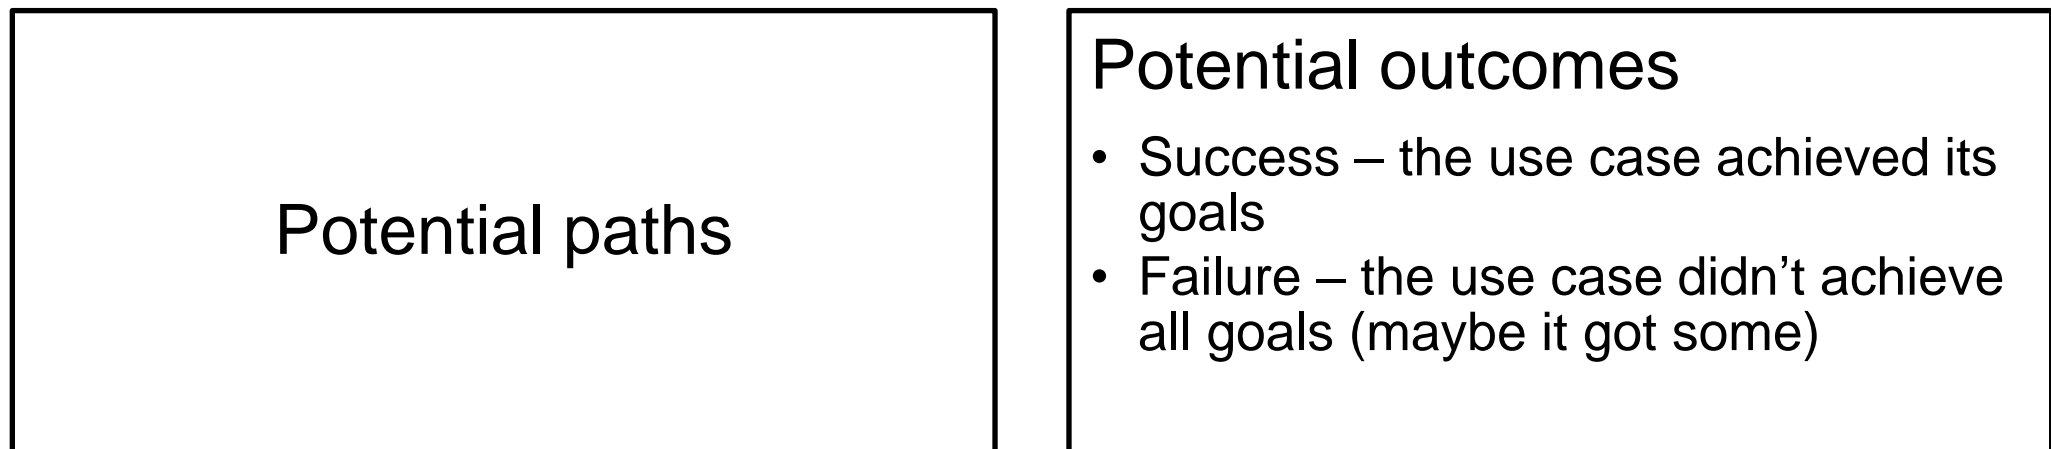 Potential paths
Potential outcomes
• Success – the use case achieved its
goals
• Failure – the use case didn’t achieve
all goals (maybe it got some)